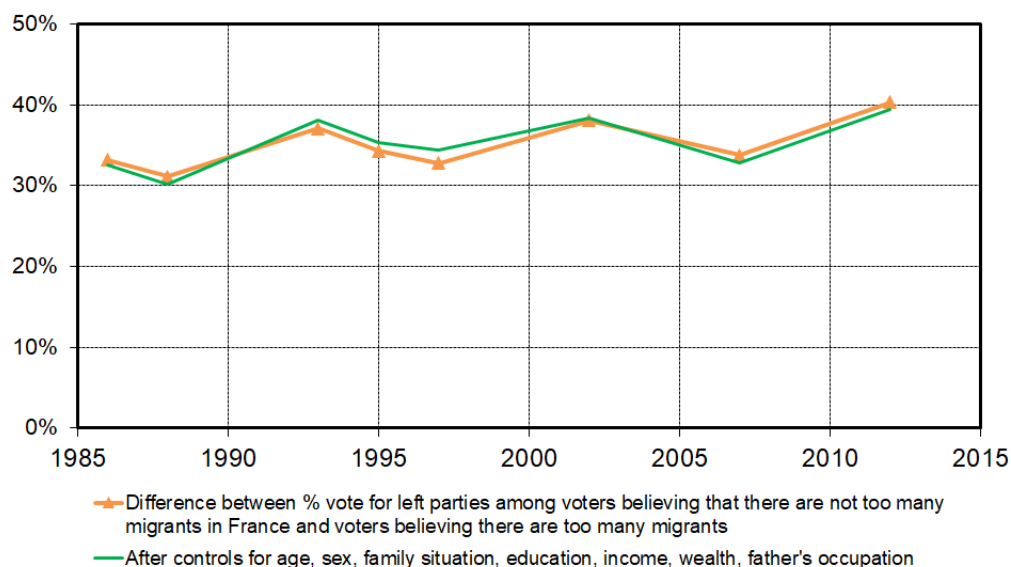 50%
40%
30%
20%
10%
0%
1985 1990 1995 2000 2005 2010 2015
Difference between % vote for left parties among voters believing that there are not too many
migrants in France and voters believing there are too many migrants
After controls for age, sex, family situation, education, income, wealth, father's occupation